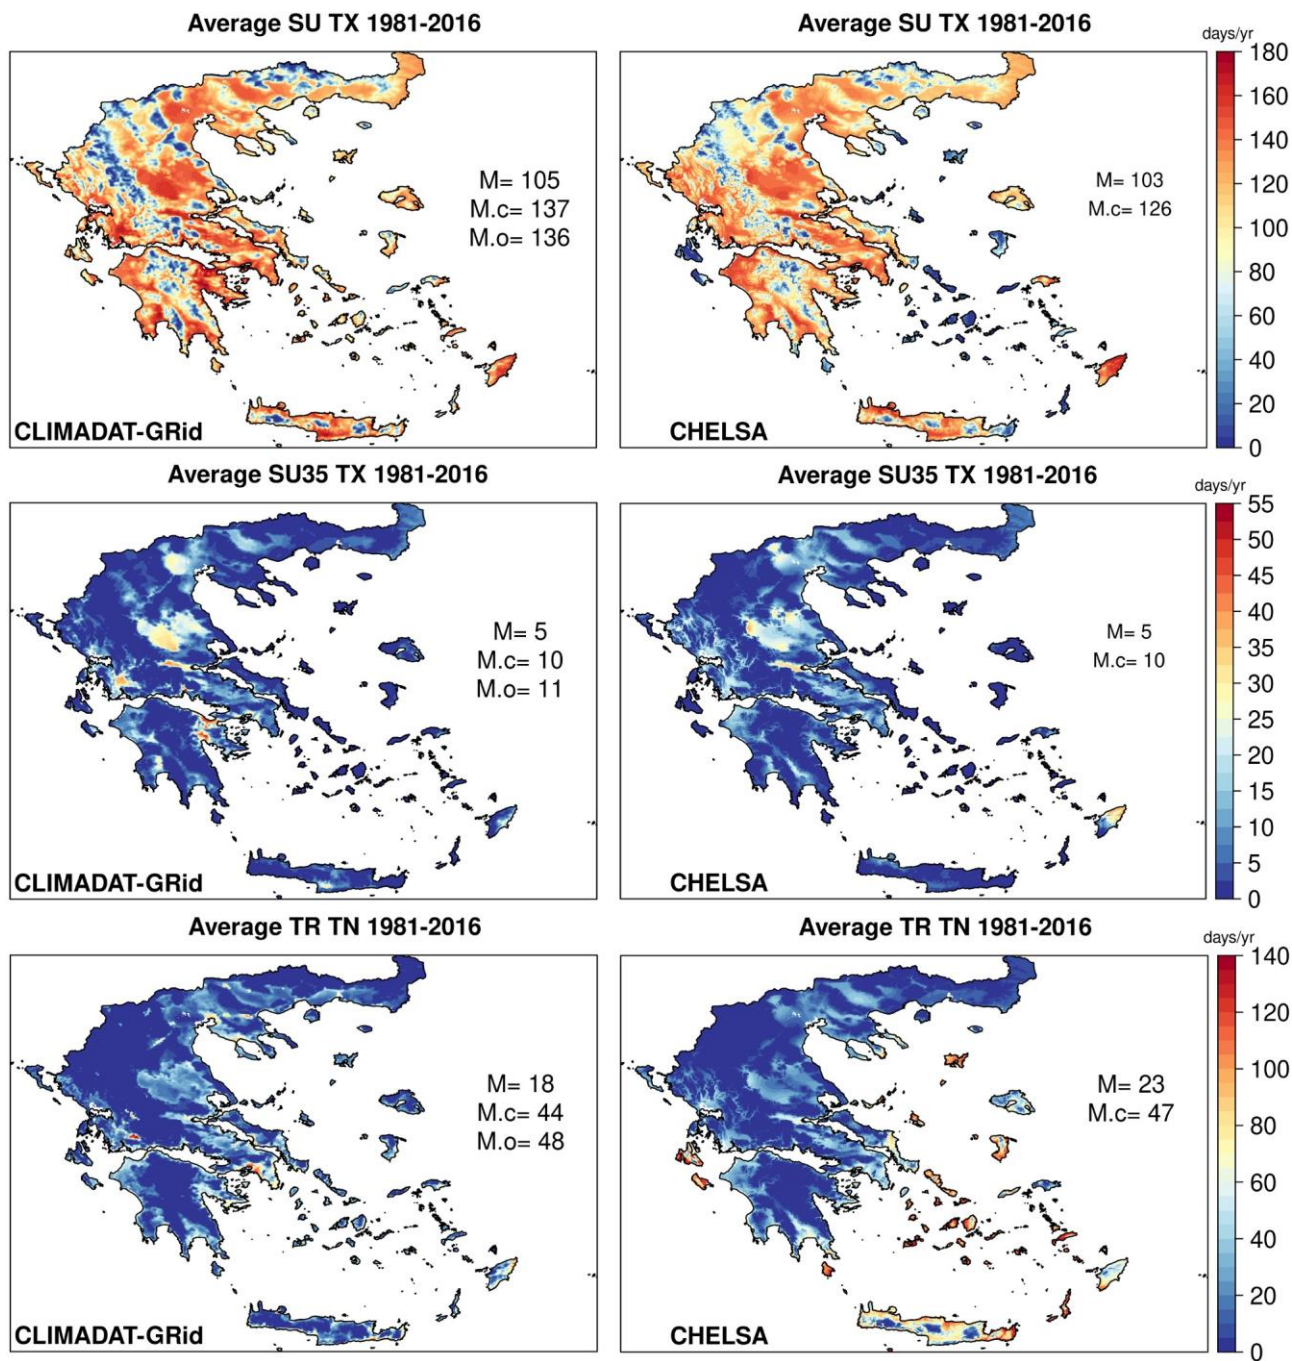 Average SU TX 1981-2016
CLIMADAT-GRid
M= 105
M.c= 137
M.o= 136
Average SU TX 1981-2016
CHELSA
M= 103
M.c= 126
days/yr
180
160
140
120
100
80
60
40
20
0
Average SU35 TX 1981-2016
CLIMADAT-GRid
M= 5
M.c= 10
M.o= 11
Average SU35 TX 1981-2016
CHELSA
M= 5
M.c= 10
days/yr
55
50
45
40
35
30
25
20
15
10
5
0
Average TR TN 1981-2016
CLIMADAT-GRid
M= 18
M.c= 44
M.o= 48
Average TR TN 1981-2016
CHELSA
M= 23
M.c= 47
days/yr
140
120
100
80
60
40
20
0